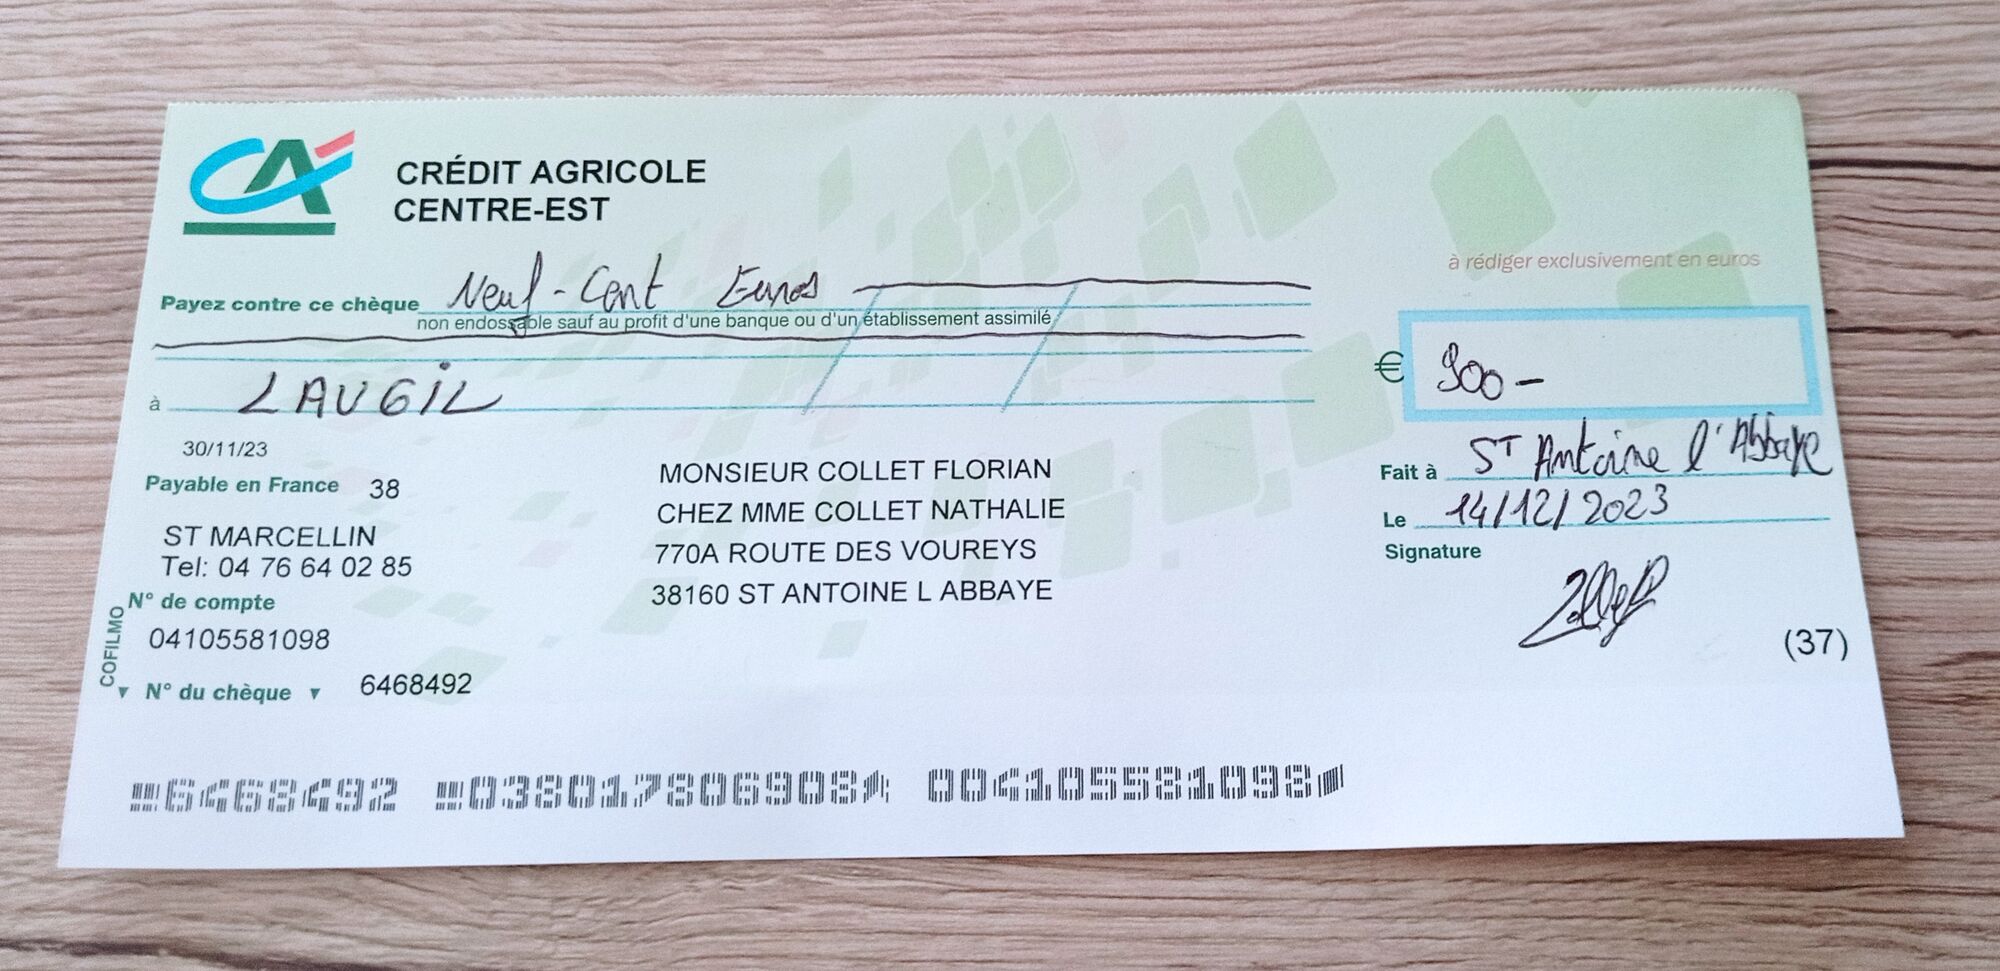 CA
CRÉDIT AGRICOLE
CENTRE-EST
à rédiger exclusivement en euros
Payez contre ce chèque Neuf-Cent Euros
non endossable sauf au profit d'une banque ou d'un établissement assimilé
€ 900 -
à LAUGiL
30/11/23
Payable en France 38
ST MARCELLIN
Tel: 04 76 64 02 85
N° de compte
04105581098
COFILMO
N° du chèque 6468492
MONSIEUR COLLET FLORIAN
CHEZ MME COLLET NATHALIE
770A ROUTE DES VOUREYS
38160 ST ANTOINE L ABBAYE
Fait à ST Antoine l'Abbaye
Le 14/12/2023
Signature
(37)
6468492 038017806908 004105581098